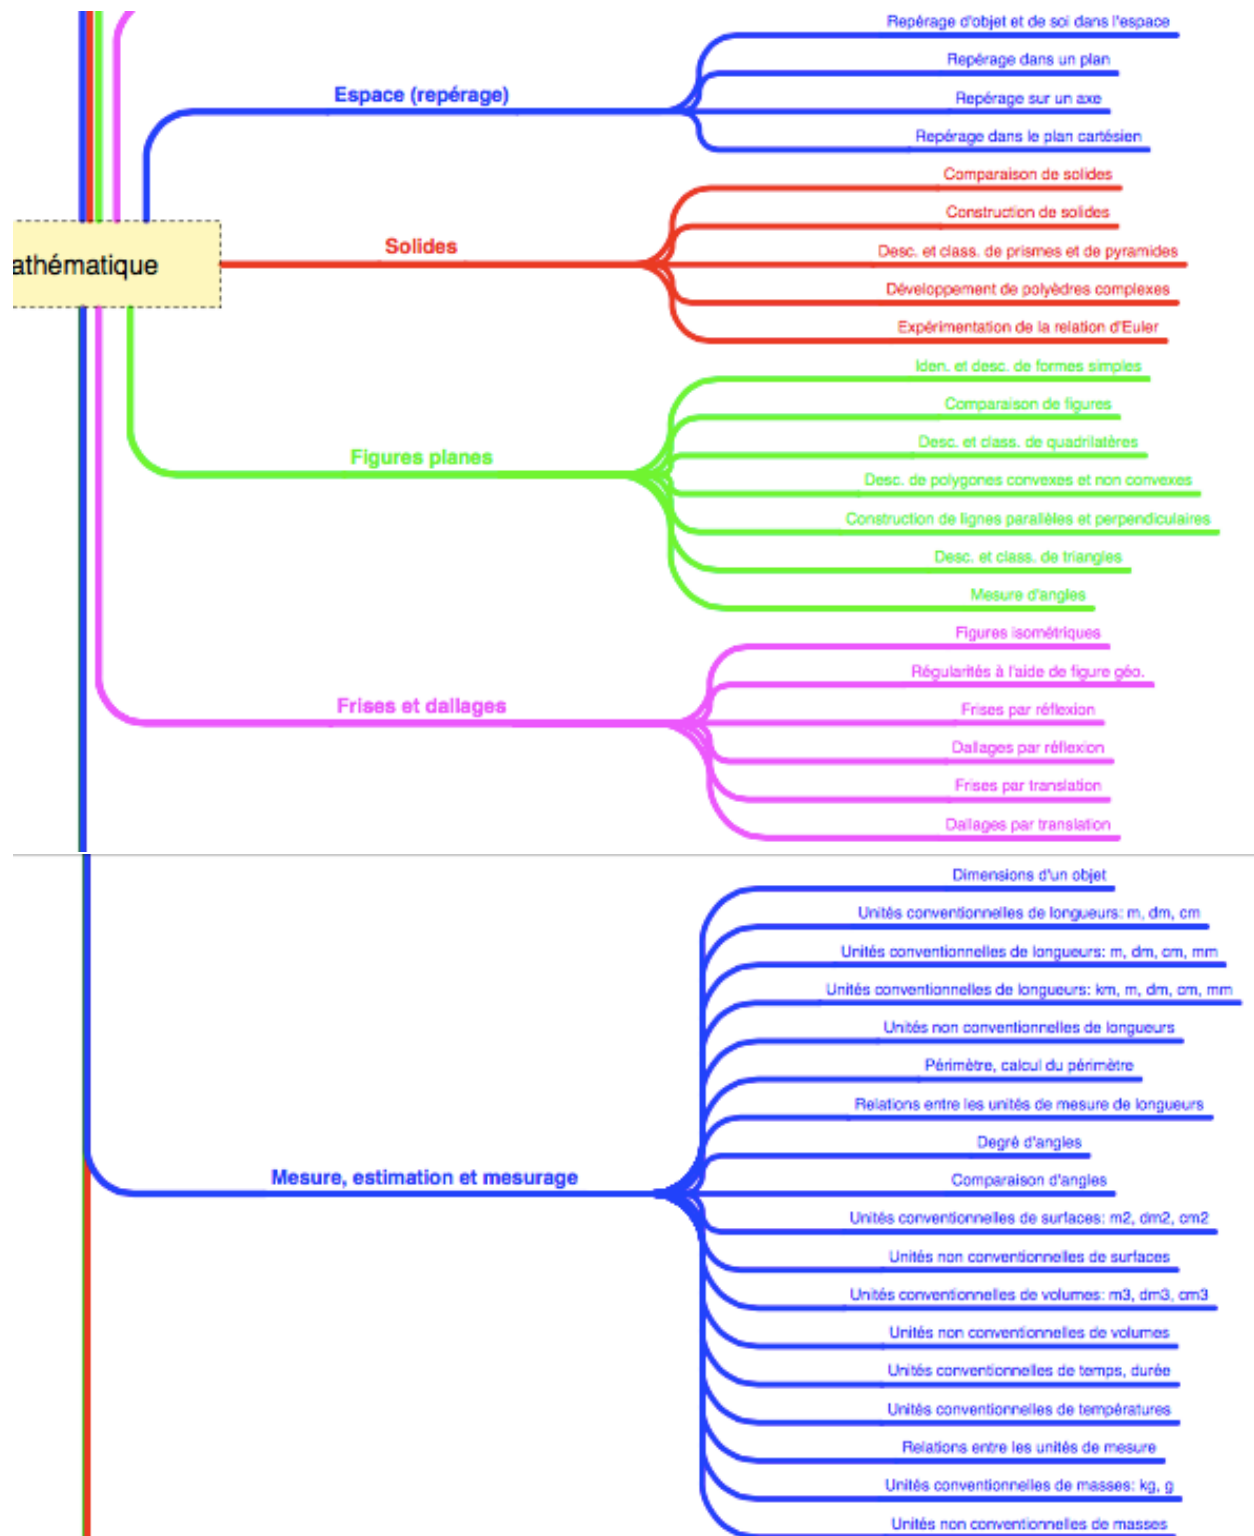 Repérage d'objet et de soi dans l'espace
Repérage dans un plan
Espace (repérage)
Repérage sur un axe
Repérage dans le plan cartésien
Comparaison de solides
Construction de solides
athématique
Solides
Desc. et class. de prismes et de pyramides
Développement de polyèdres complexes
Expérimentation de la relation d'Euler
Iden. et desc. de formes simples
Comparaison de figures
Desc. et class. de quadrilatères
Figures planes
Desc. de polygones convexes et non convexes
Construction de lignes parallèles et perpendiculaires
Desc. et class. de triangles
Mesure d'angles
Figures isométriques
Régularités à l'aide de figure géo.
Frises et dallages
Frises par réflexion
Dallages par réflexion
Frises par translation
Dallages par translation
Dimensions d'un objet
Unités conventionnelles de longueurs: m, dm, cm
Unités conventionnelles de longueurs: m, dm, cm, mm
Unités conventionnelles de longueurs: km, m, dm, cm, mm
Unités non conventionnelles de longueurs
Périmètre, calcul du périmètre
Relations entre les unités de mesure de longueurs
Degré d'angles
Mesure, estimation et mesurage
Comparaison d'angles
Unités conventionnelles de surfaces: m2, dm2, cm2
Unités non conventionnelles de surfaces
Unités conventionnelles de volumes: m3, dm3, cm3
Unités non conventionnelles de volumes
Unités conventionnelles de temps, durée
Unités conventionnelles de températures
Relations entre les unités de mesure
Unités conventionnelles de masses: kg, g
Unités non conventionnelles de masses